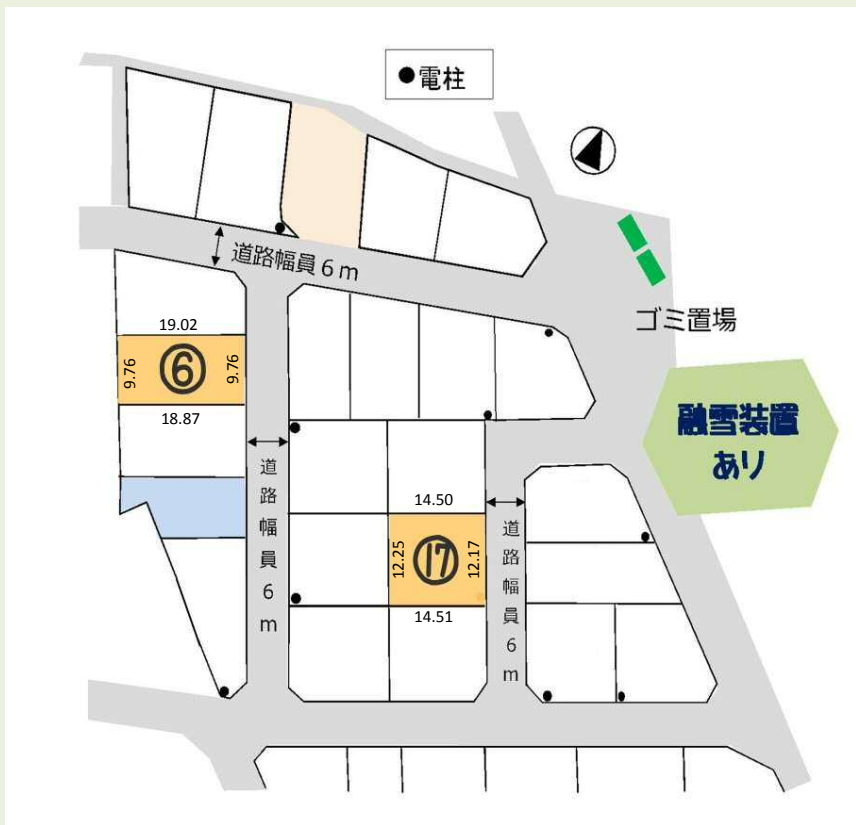 ●電柱
道路幅員6m
ゴミ置場
19.02
9.76
⑥
9.76
18.87
融雪装置
あり
道路幅員6m
14.50
12.25
⑰
12.17
14.51
道路幅員6m